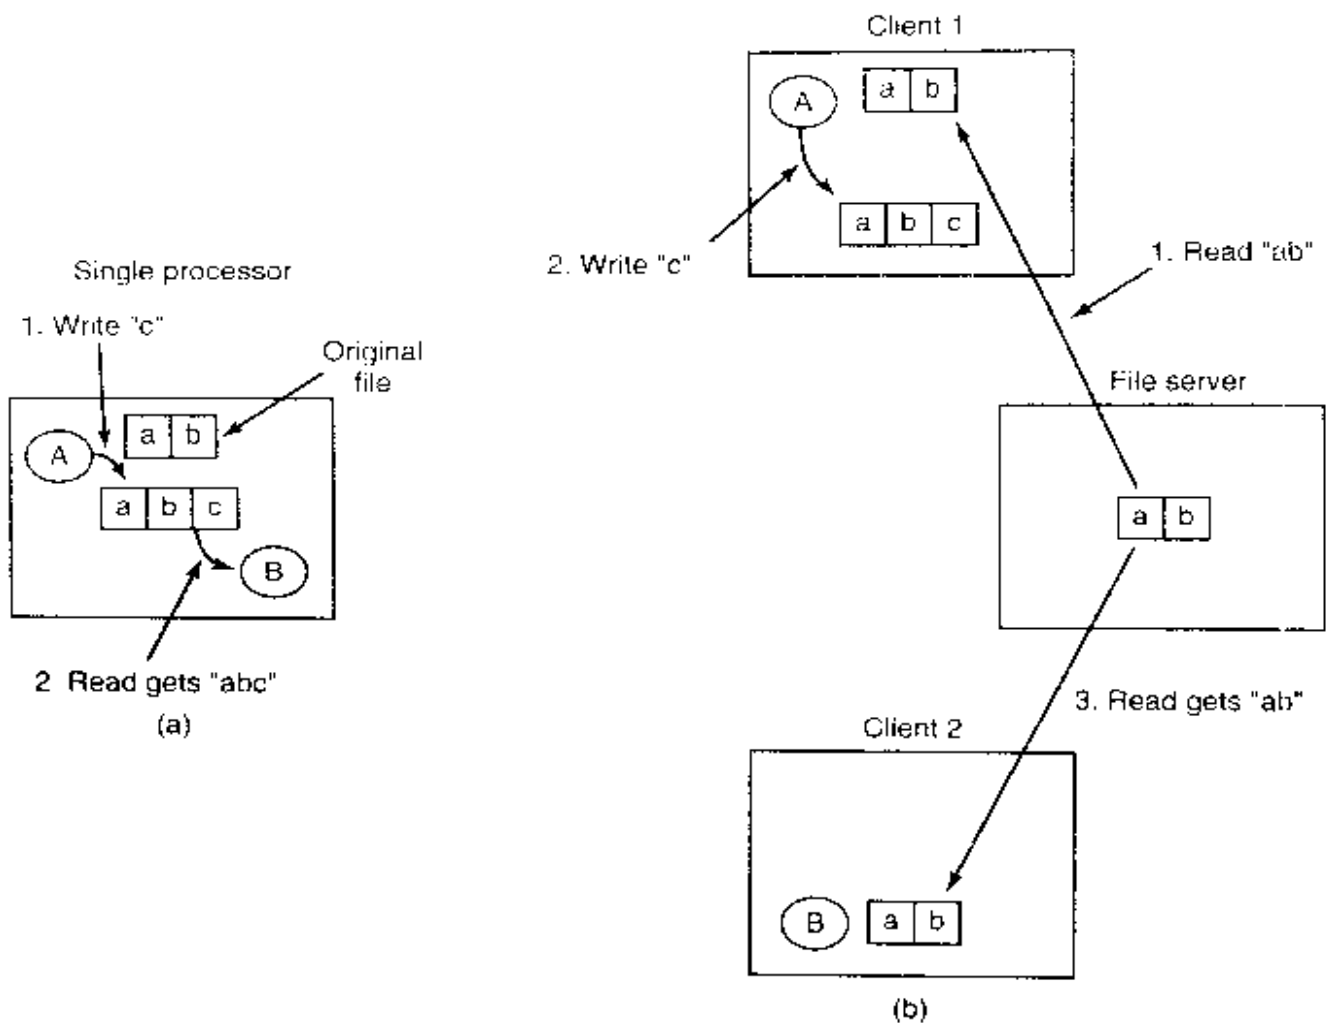 Single processor
1. Write "c"
Original
file
A
a b
a b c
B
2 Read gets "abc"
(a)
Client 1
A
a b
a b c
2. Write "c"
1. Read "ab"
File server
a b
3. Read gets "ab"
Client 2
B
a b
(b)